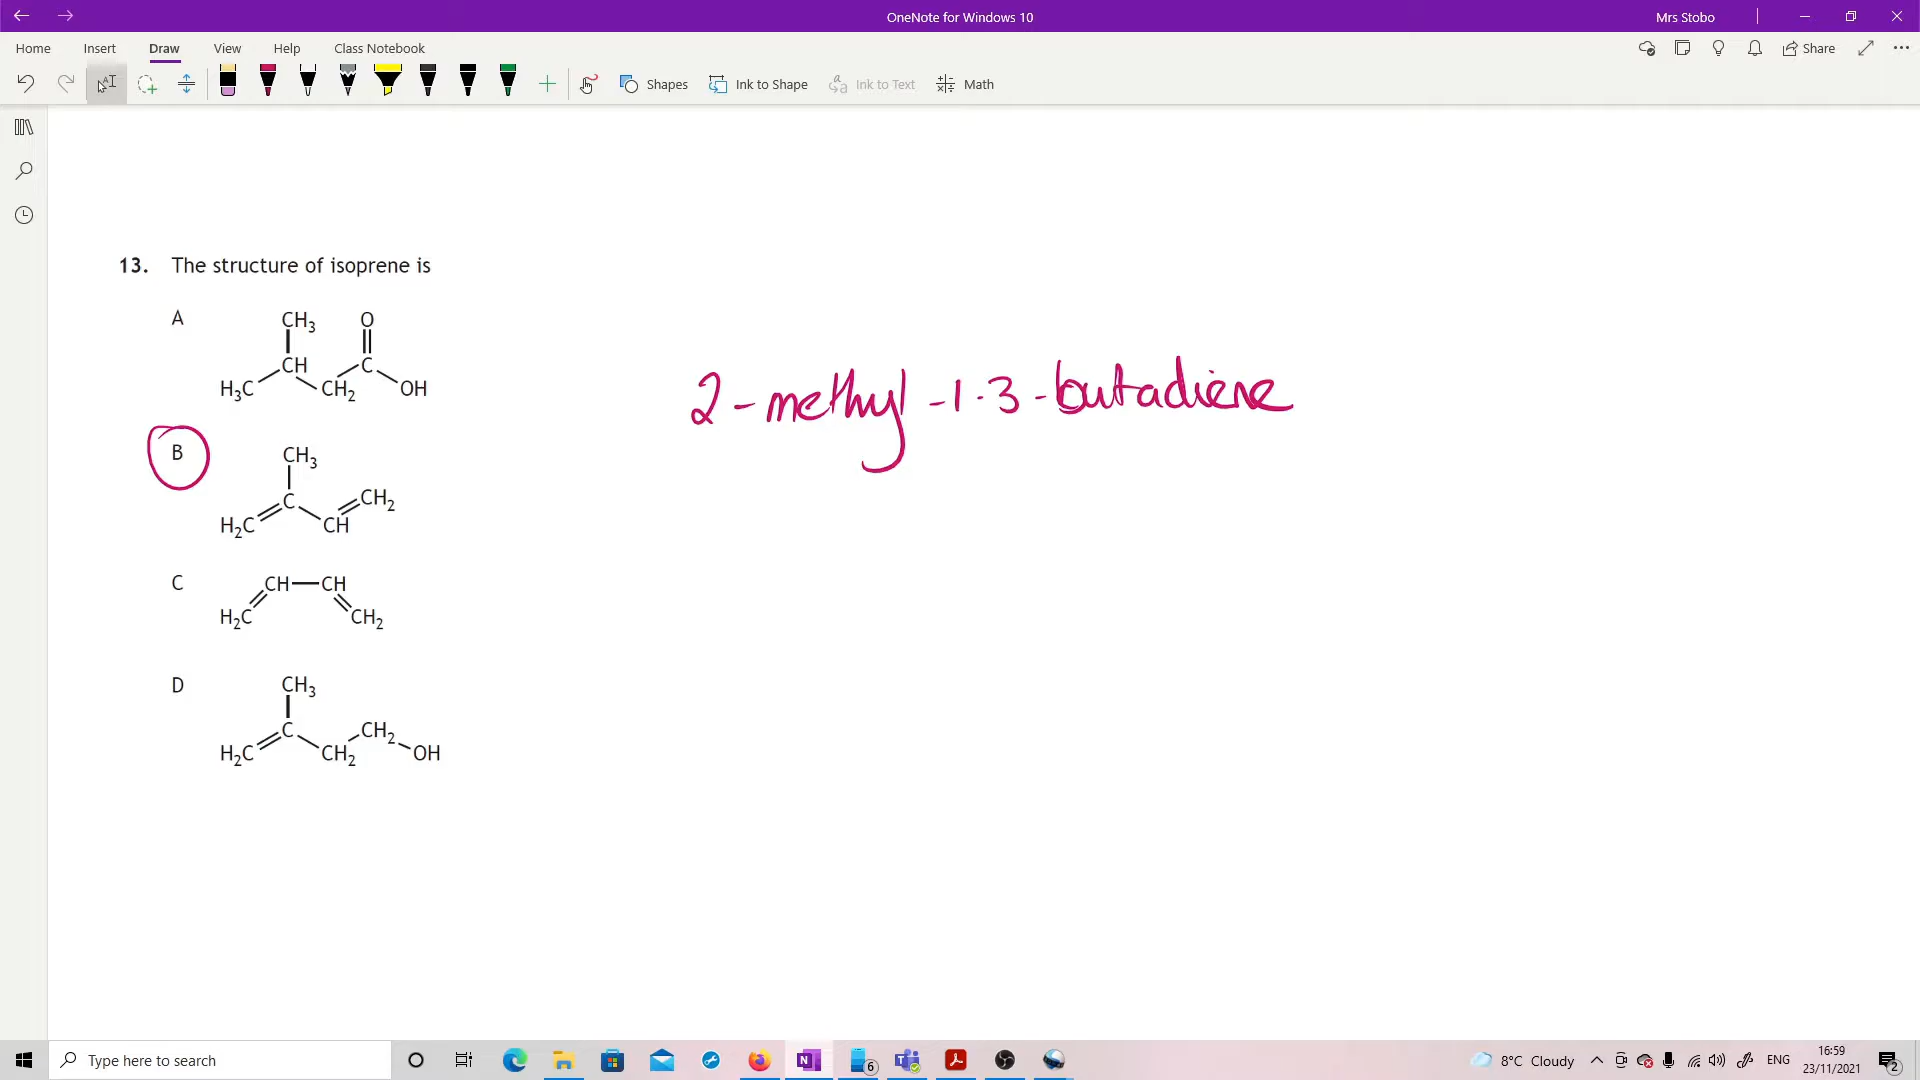 OneNote for Windows 10
Mrs Stobo
Home Insert Draw View Help Class Notebook
Share
Shapes Ink to Shape Ink to Text Math
13. The structure of isoprene is
A
CH3 O
CH C
H3C CH2 OH
2-methyl-1·3-butadiene
B
CH3
C CH2
H2C CH
C
CH—CH
H2C CH2
D
CH3
C CH2
H2C CH2 OH
Type here to search
6
8°C Cloudy
ENG
16:59
23/11/2021
2